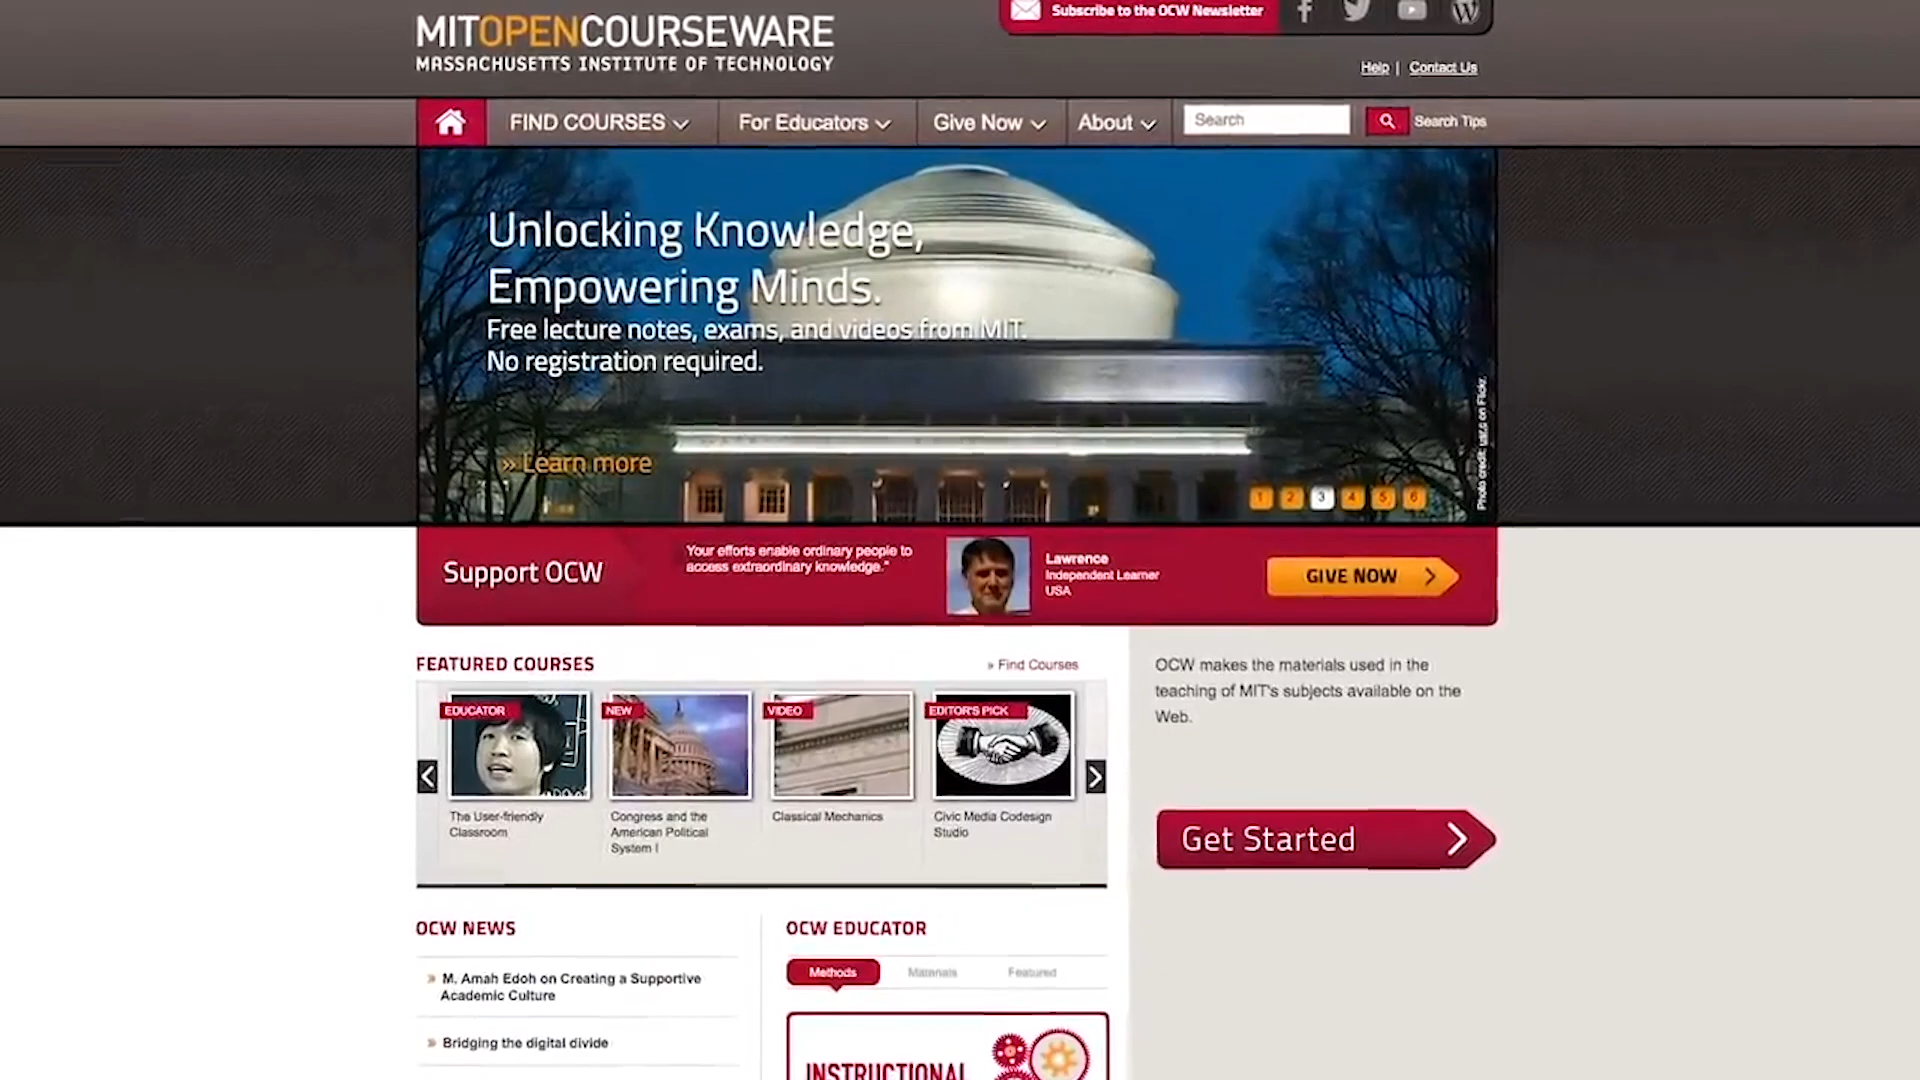 MITOPENCOURSEWARE
MASSACHUSETTS INSTITUTE OF TECHNOLOGY
Subscribe to the OCW Newsletter
Help | Contact Us
FIND COURSES
For Educators
Give Now
About
Search
Search Tips
Unlocking Knowledge,
Empowering Minds.
Free lecture notes, exams, and videos from MIT.
No registration required.
» Learn more
1 2 3 4 5 6
Photo credit: on Flickr.
Support OCW
Your efforts enable ordinary people to
access extraordinary knowledge."
Lawrence
Independent Learner
USA
GIVE NOW
FEATURED COURSES
» Find Courses
EDUCATOR
The User-friendly
Classroom
NEW
Congress and the
American Political
System I
VIDEO
Classical Mechanics
EDITOR'S PICK
Civic Media Codesign
Studio
OCW makes the materials used in the
teaching of MIT's subjects available on the
Web.
Get Started
OCW NEWS
» M. Amah Edoh on Creating a Supportive
Academic Culture
» Bridging the digital divide
OCW EDUCATOR
Methods
Materials
Featured
INSTRUCTIONAL